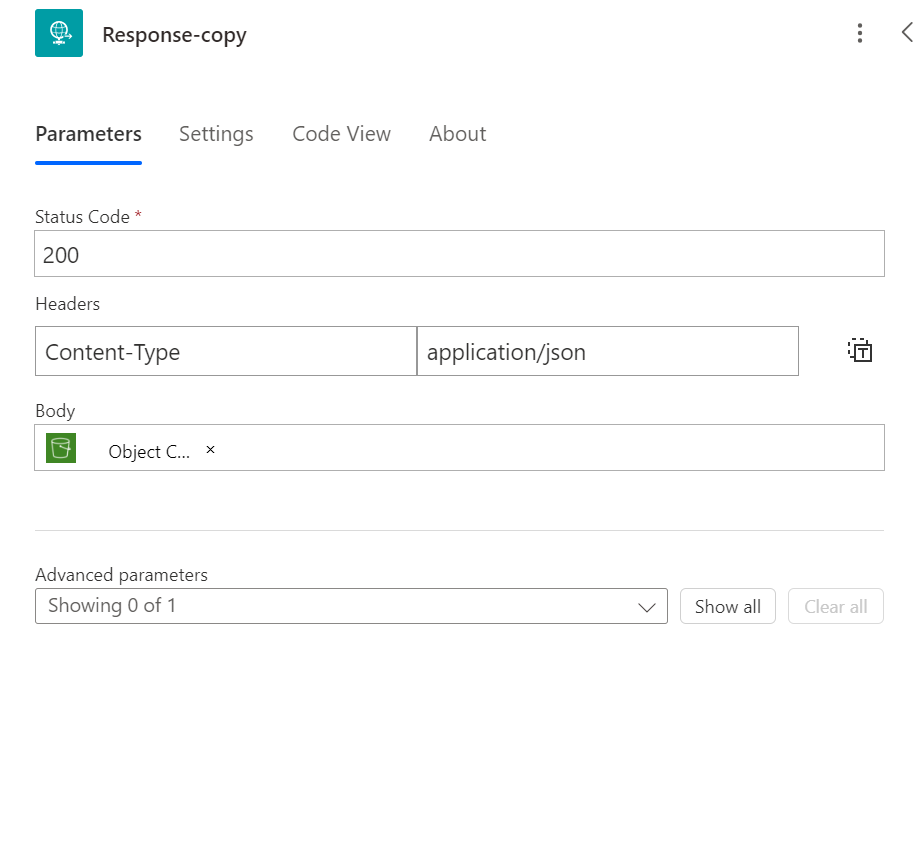 Response-copy
Parameters Settings Code View About
Status Code *
200
Headers
Content-Type application/json
Body
Object C... ×
Advanced parameters
Showing 0 of 1 Show all Clear all